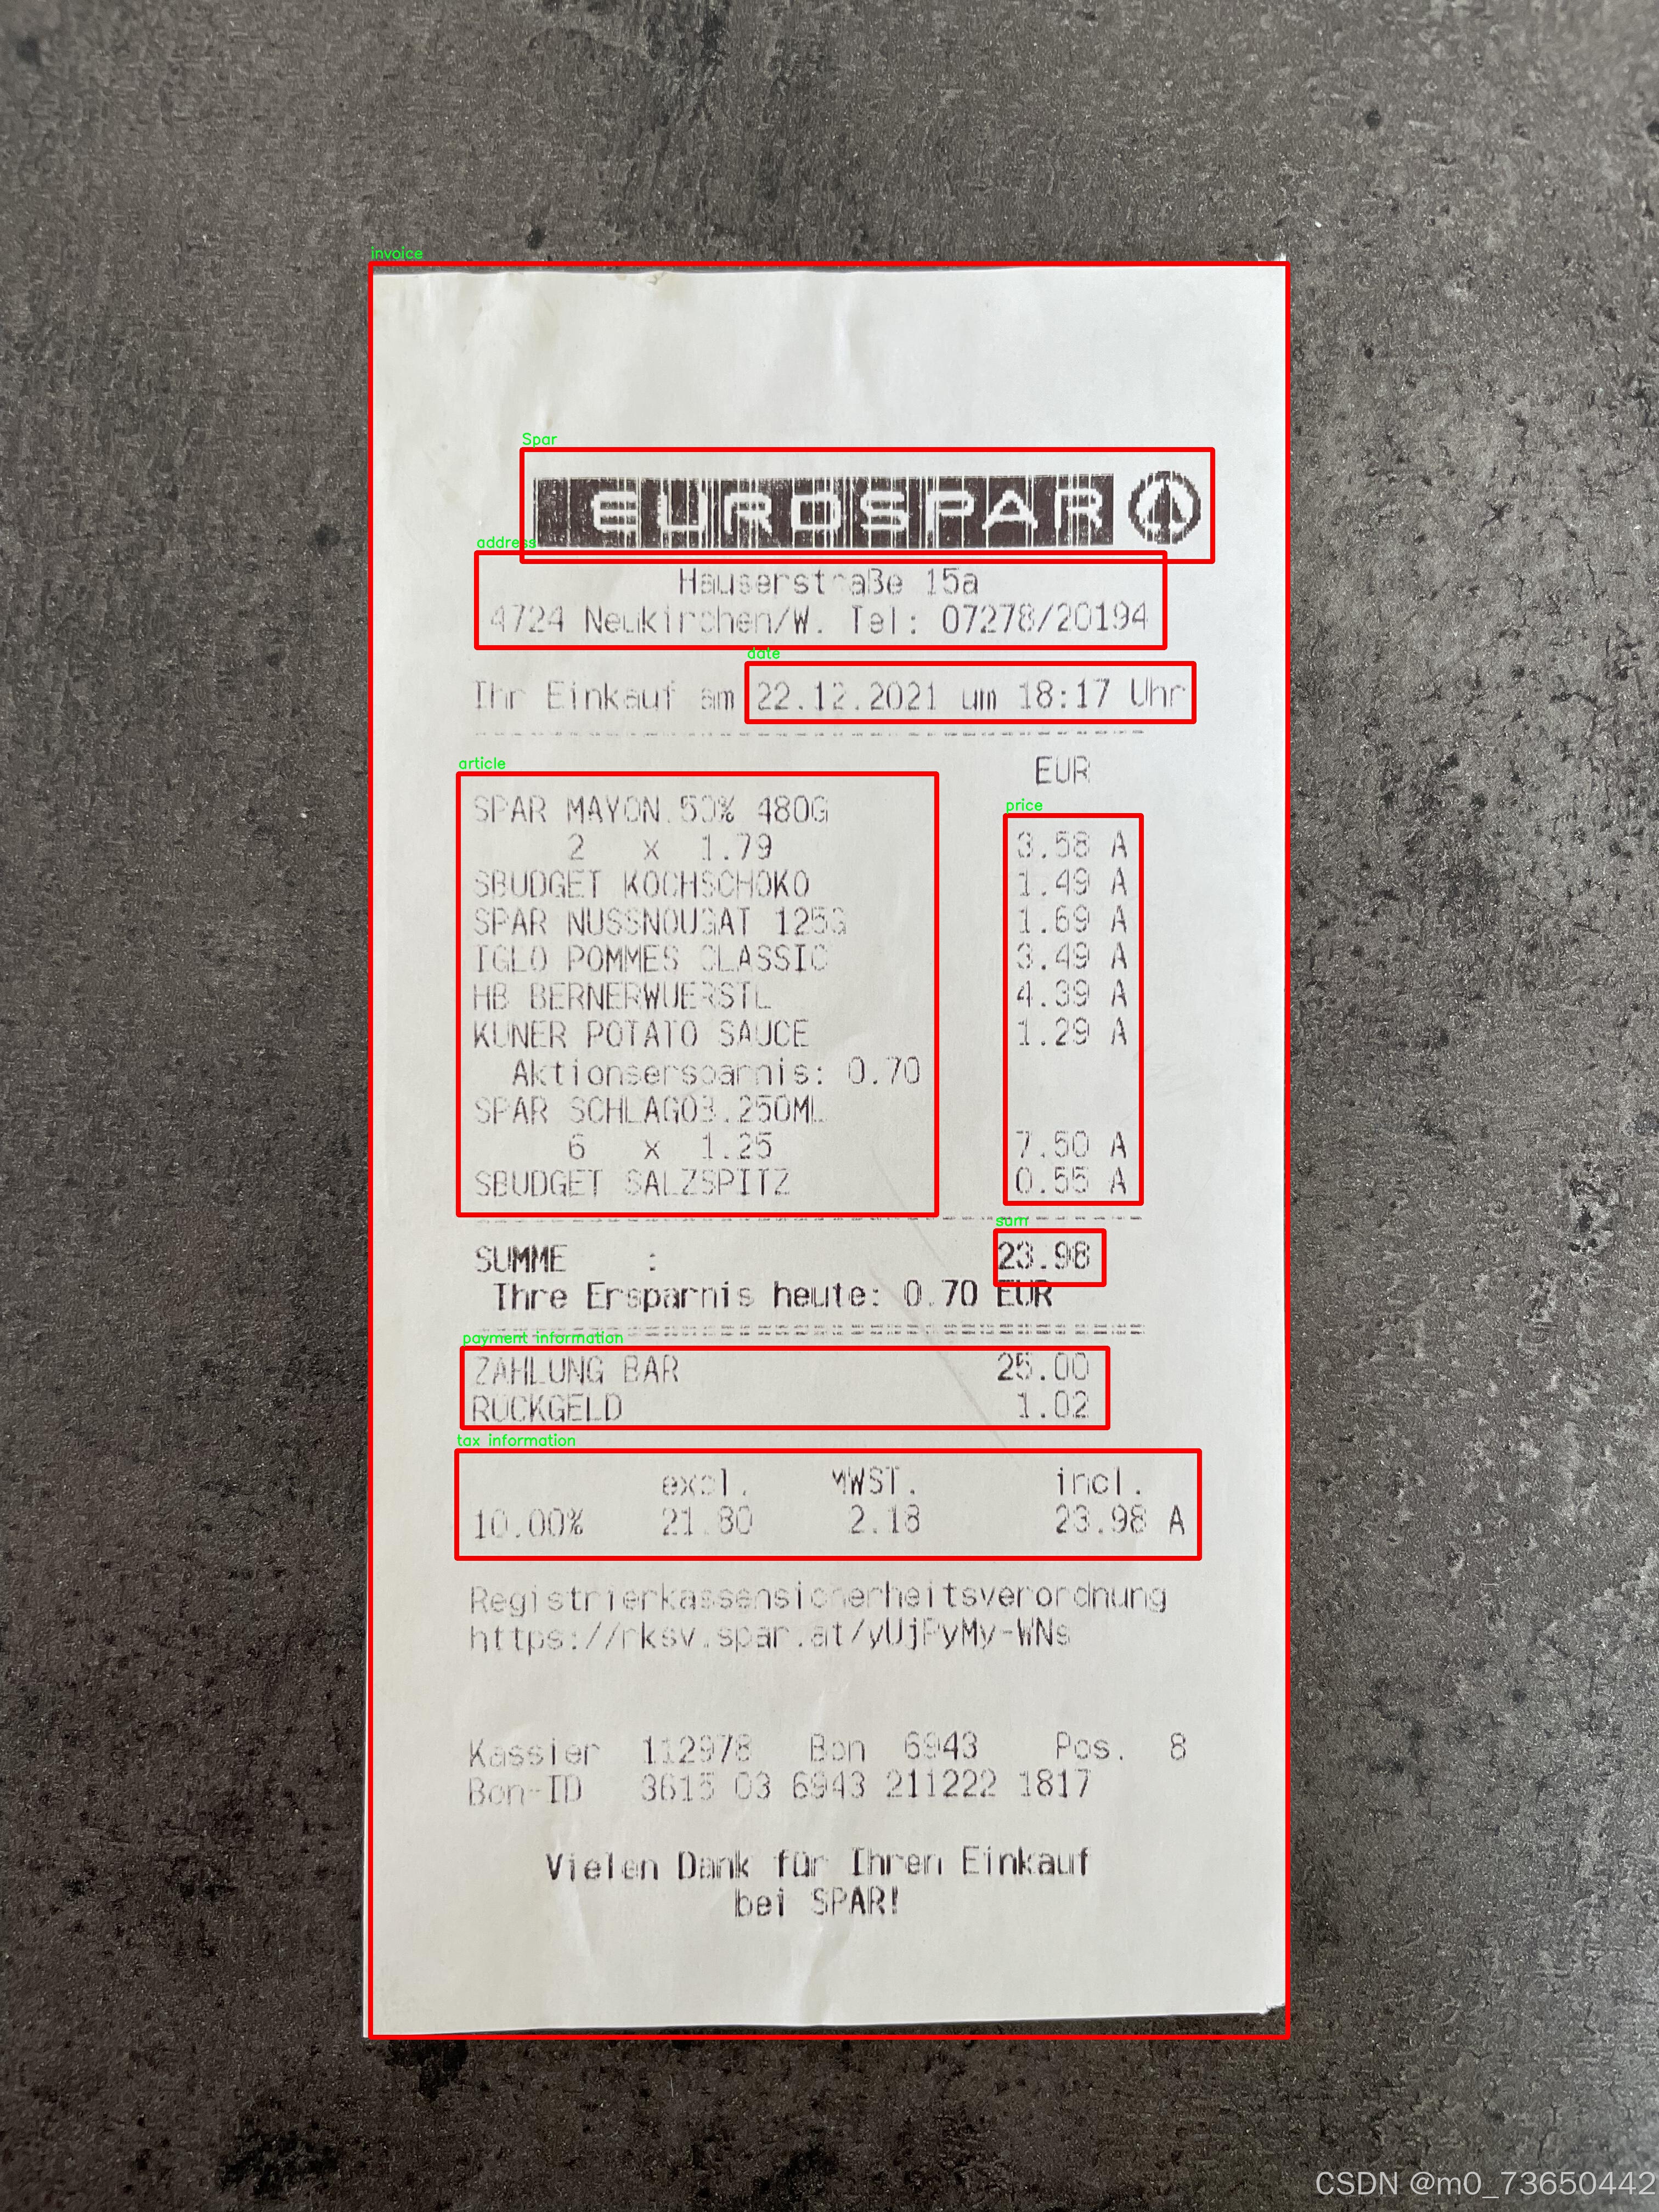 invoice
Spar
EUROSPAR
address
Hauserstraße 15a
4724 Neukirchen/W. Tel: 07278/20194
date
Ihr Einkauf am 22.12.2021 um 18:17 Uhr
article
EUR
price
SPAR MAYON.50% 480G
2 x 1.79 3.58 A
SBUDGET KOCHSCHOKO 1.49 A
SPAR NUSSNOUGAT 125G 1.69 A
IGLO POMMES CLASSIC 3.49 A
HB BERNERWUERSTL 4.39 A
KUNER POTATO SAUCE 1.29 A
Aktionsersparnis: 0.70
SPAR SCHLAGOB.250ML
6 x 1.25 7.50 A
SBUDGET SALZSPITZ 0.55 A
sum
SUMME : 23.98
Ihre Ersparnis heute: 0.70 EUR
payment information
ZAHLUNG BAR 25.00
RÜCKGELD 1.02
tax information
excl. MWST. incl.
10.00% 21.80 2.18 23.98 A
Registrierkassensicherheitsverordnung
https://rksv.spar.at/yUjPyMy-WNs
Kassier 112978 Bon 6943 Pos. 8
Bon-ID 3615 03 6943 211222 1817
Vielen Dank für Ihren Einkauf
bei SPAR!
CSDN @m0_73650442